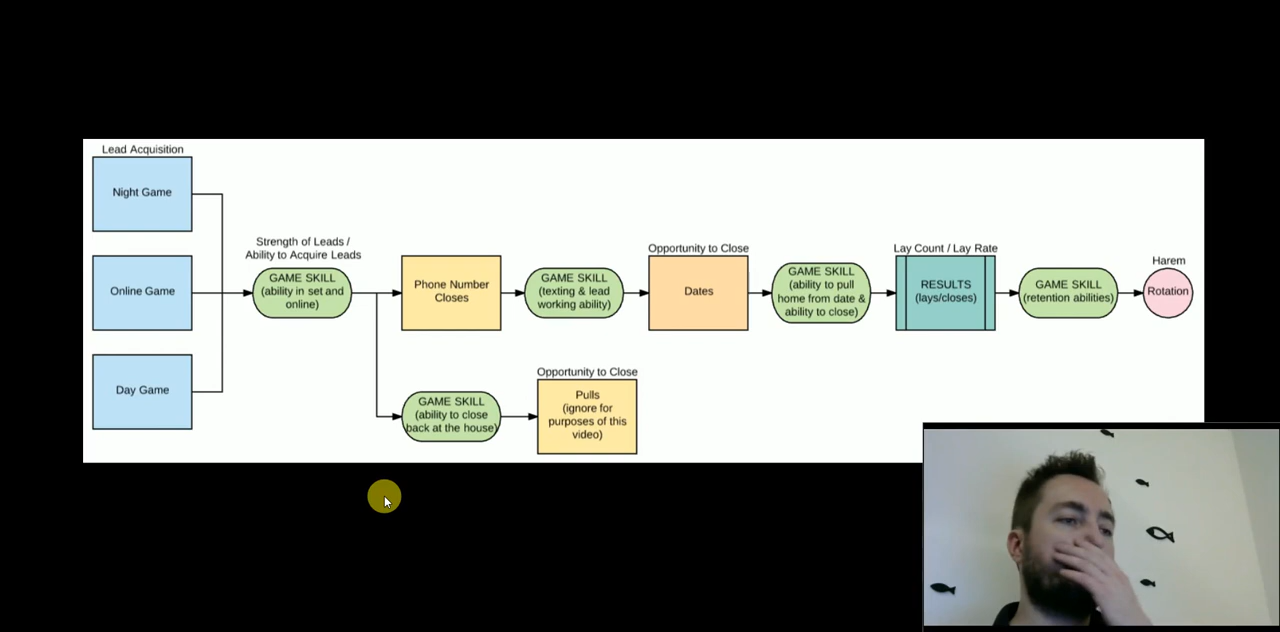 Lead Acquisition
Night Game
Online Game
Day Game
Strength of Leads /
Ability to Acquire Leads
GAME SKILL
(ability in set and
online)
Phone Number
Closes
GAME SKILL
(texting & lead
working ability)
Opportunity to Close
Dates
GAME SKILL
(ability to pull
home from date &
ability to close)
Lay Count / Lay Rate
RESULTS
(lays/closes)
GAME SKILL
(retention abilities)
Harem
Rotation
GAME SKILL
(ability to close
back at the house)
Opportunity to Close
Pulls
(ignore for
purposes of this
video)